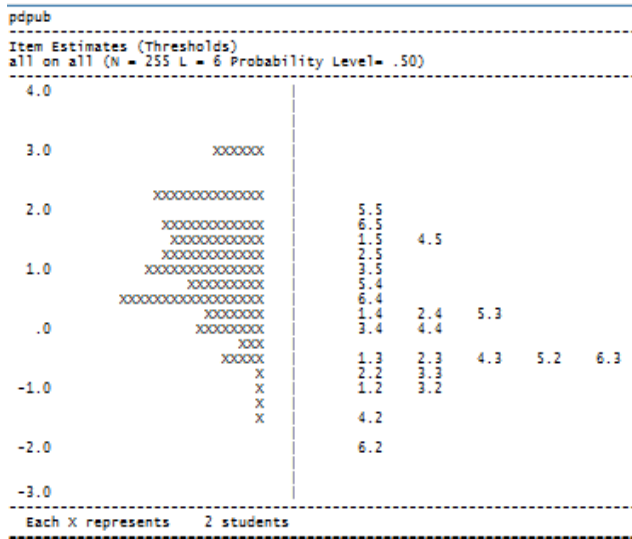 pdpub
Item Estimates (Thresholds)
all on all (N = 255 L = 6 Probability Level= .50)
4.0
3.0 XXXXXX
XXXXXXXXXXXXX
2.0 5.5
XXXXXXXXXXXX 6.5
XXXXXXXXXXX 1.5 4.5
XXXXXXXXXXXX 2.5
1.0 XXXXXXXXXXXXXX 3.5
XXXXXXXXX 5.4
XXXXXXXXXXXXXXXXX 6.4
XXXXXXX 1.4 2.4 5.3
.0 XXXXXXXX 3.4 4.4
XXX
XXXXX 1.3 2.3 4.3 5.2 6.3
X 2.2 3.3
-1.0 X 1.2 3.2
X
X 4.2
-2.0 6.2
-3.0
Each X represents 2 students